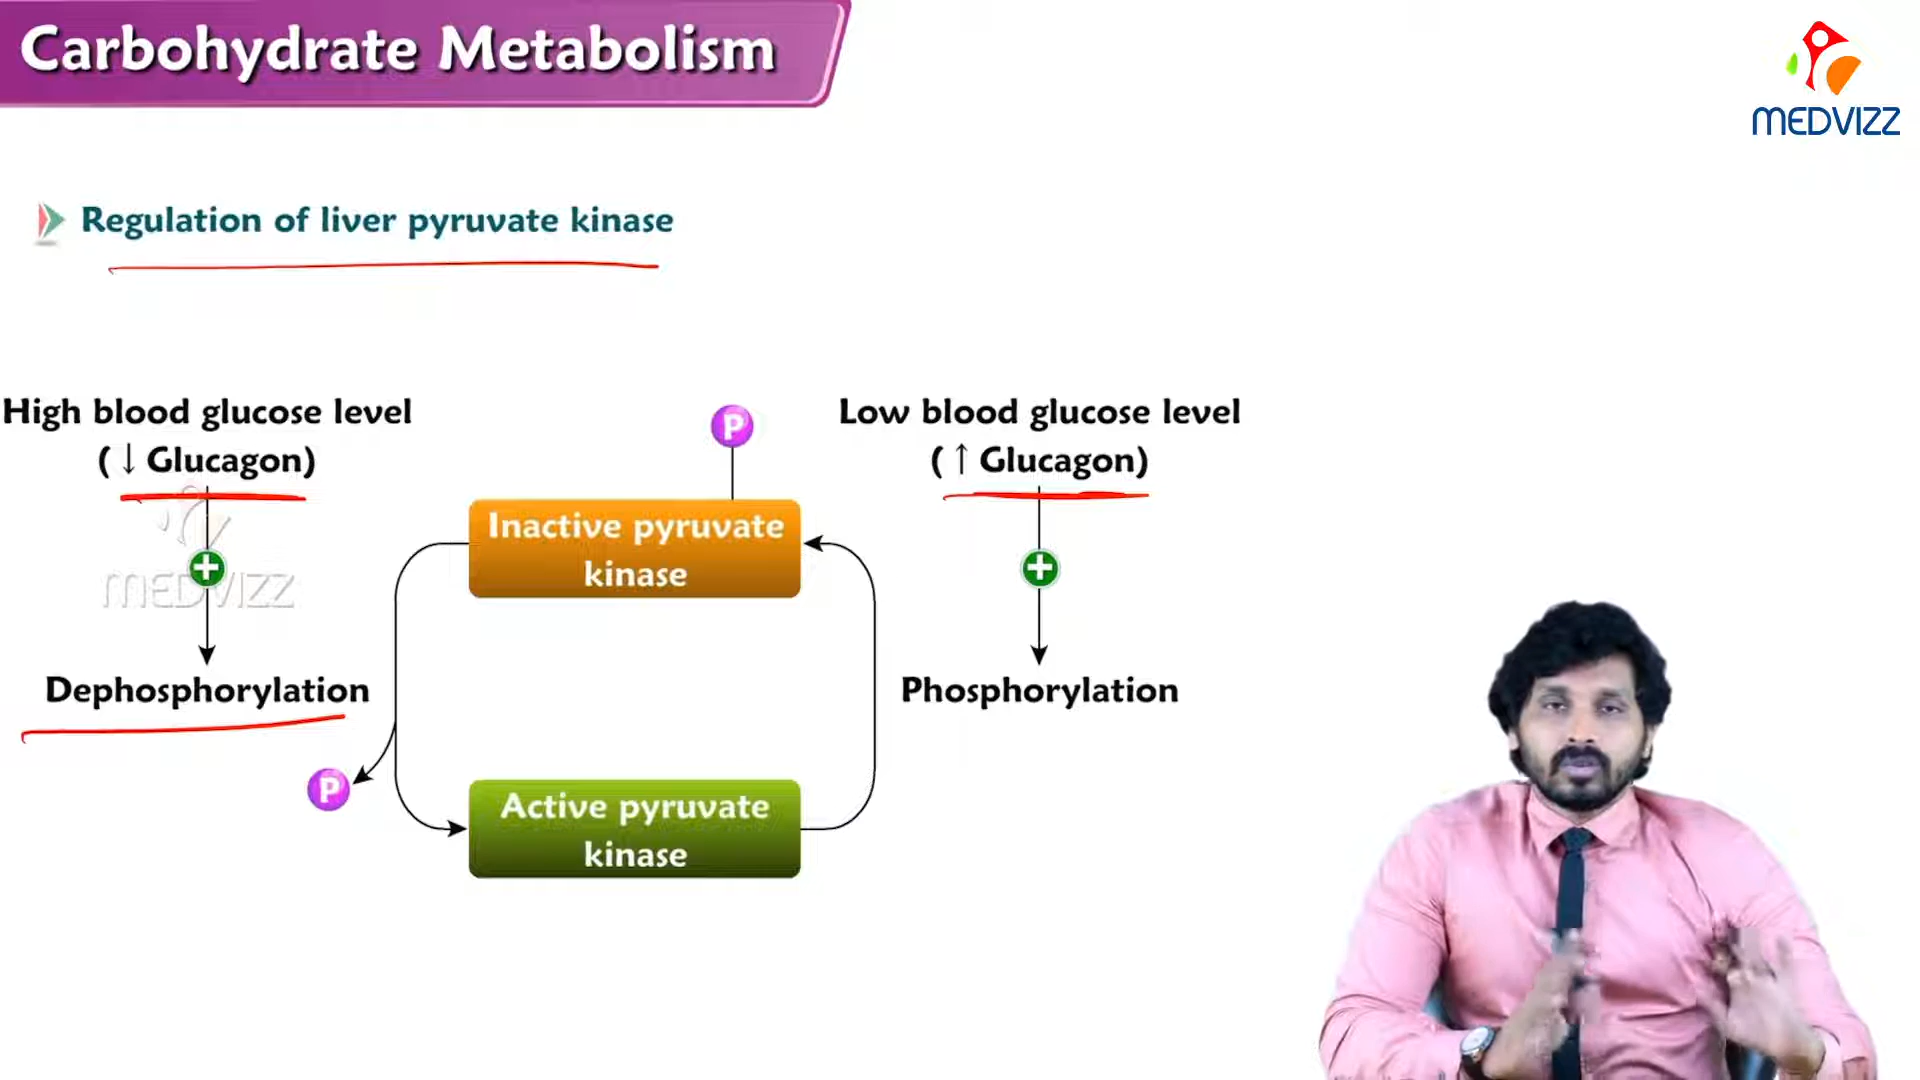 Carbohydrate Metabolism
MEDVIZZ
Regulation of liver pyruvate kinase
High blood glucose level
(↓ Glucagon)
P
Low blood glucose level
(↑ Glucagon)
Inactive pyruvate
kinase
+
+
MEDVIZZ
Dephosphorylation
Phosphorylation
P
Active pyruvate
kinase